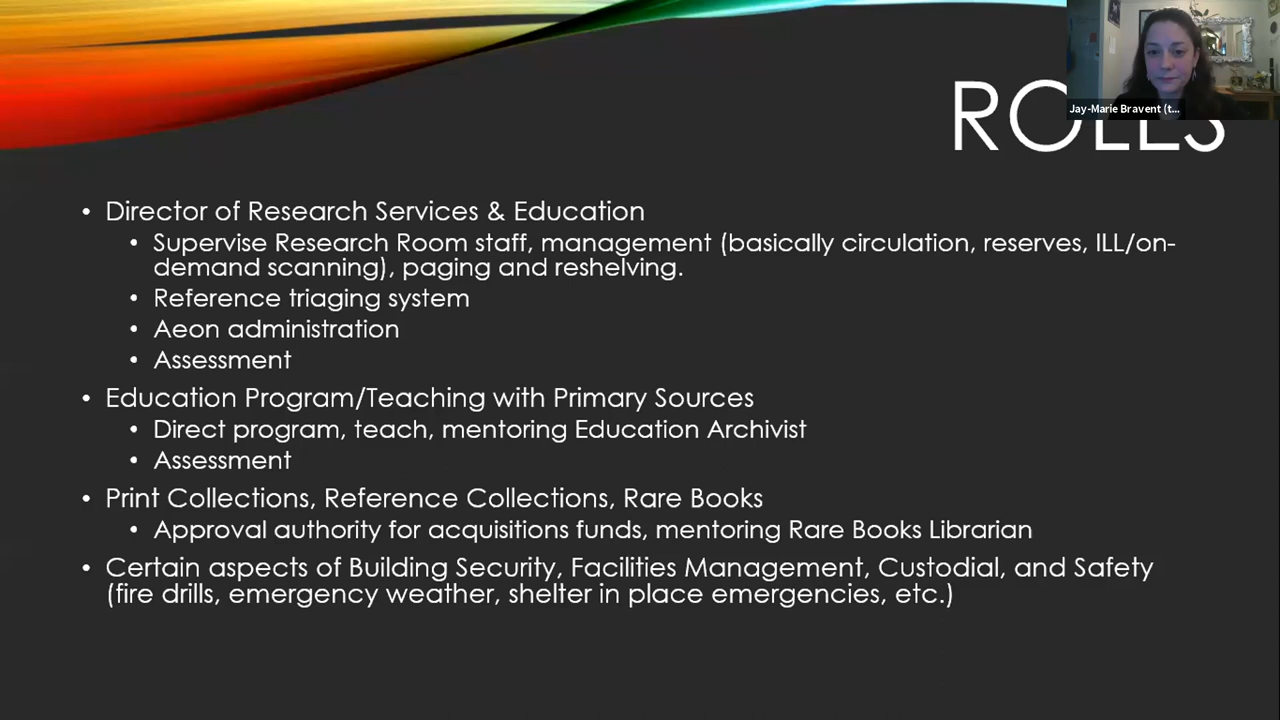 ROLES
Jay-Marie Bravent (t...
• Director of Research Services & Education
• Supervise Research Room staff, management (basically circulation, reserves, ILL/on-
demand scanning), paging and reshelving.
• Reference triaging system
• Aeon administration
• Assessment
• Education Program/Teaching with Primary Sources
• Direct program, teach, mentoring Education Archivist
• Assessment
• Print Collections, Reference Collections, Rare Books
• Approval authority for acquisitions funds, mentoring Rare Books Librarian
• Certain aspects of Building Security, Facilities Management, Custodial, and Safety
(fire drills, emergency weather, shelter in place emergencies, etc.)